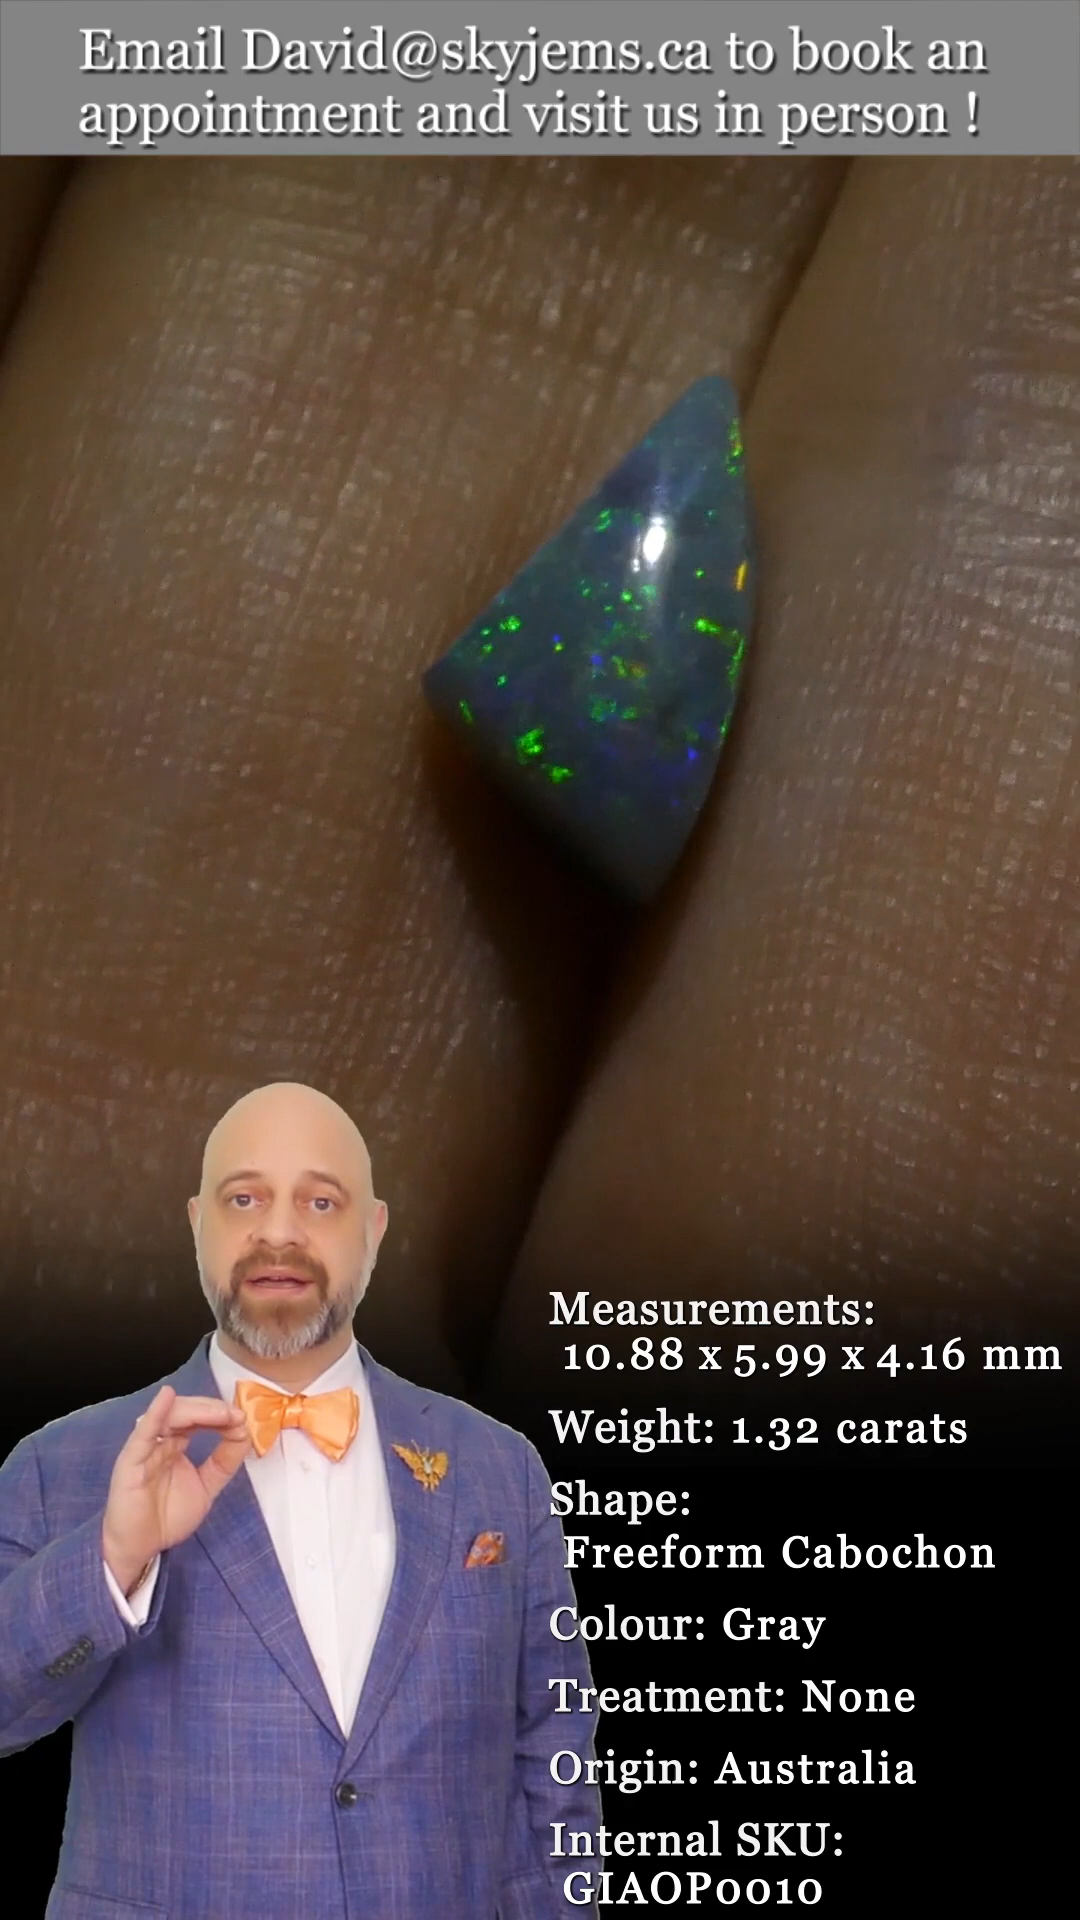 Email David@skyjems.ca to book an
appointment and visit us in person !
Measurements:
10.88 x 5.99 x 4.16 mm
Weight: 1.32 carats
Shape:
Freeform Cabochon
Colour: Gray
Treatment: None
Origin: Australia
Internal SKU:
GIAOP0010